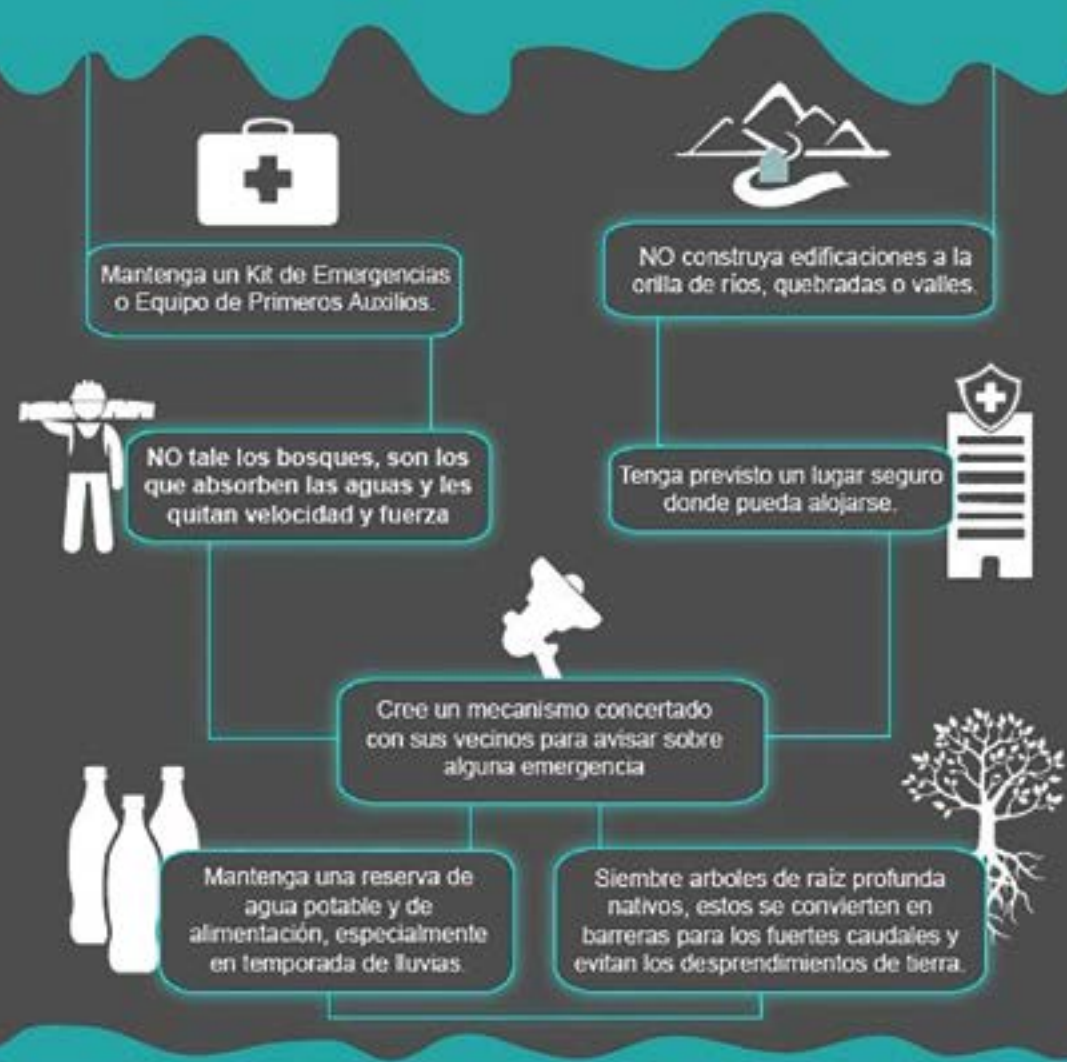 Mantenga un Kit de Emergencias
o Equipo de Primeros Auxilios.
NO construya edificaciones a la
orilla de ríos, quebradas o valles.
NO tale los bosques, son los
que absorben las aguas y les
quitan velocidad y fuerza
Tenga previsto un lugar seguro
donde pueda alojarse.
Cree un mecanismo concertado
con sus vecinos para avisar sobre
alguna emergencia
Mantenga una reserva de
agua potable y de
alimentación, especialmente
en temporada de lluvias.
Siembre arboles de raiz profunda
nativos, estos se convierten en
barreras para los fuertes caudales y
evitan los desprendimientos de tierra.